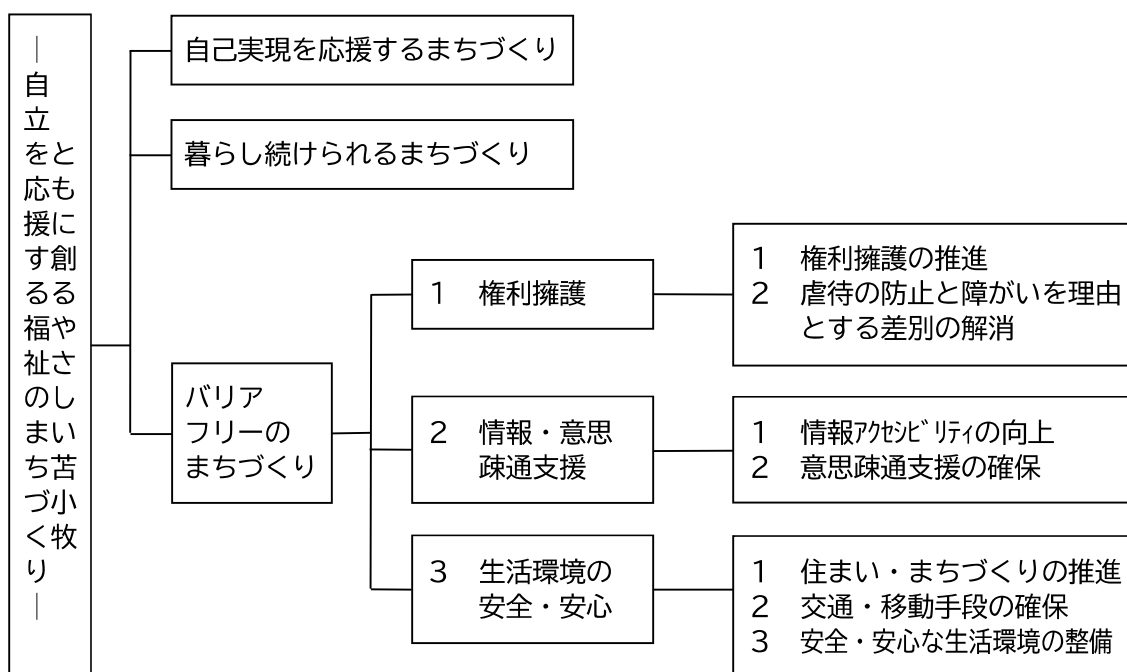 ともに創るやさしい苫小牧
―自立を応援する福祉のまちづくり―
自己実現を応援するまちづくり
暮らし続けられるまちづくり
バリア
フリーの
まちづくり
1 権利擁護
1 権利擁護の推進
2 虐待の防止と障がいを理由
とする差別の解消
2 情報・意思
疎通支援
1 情報ｱｸｾｼﾋﾞﾘﾃｨの向上
2 意思疎通支援の確保
3 生活環境の
安全・安心
1 住まい・まちづくりの推進
2 交通・移動手段の確保
3 安全・安心な生活環境の整備